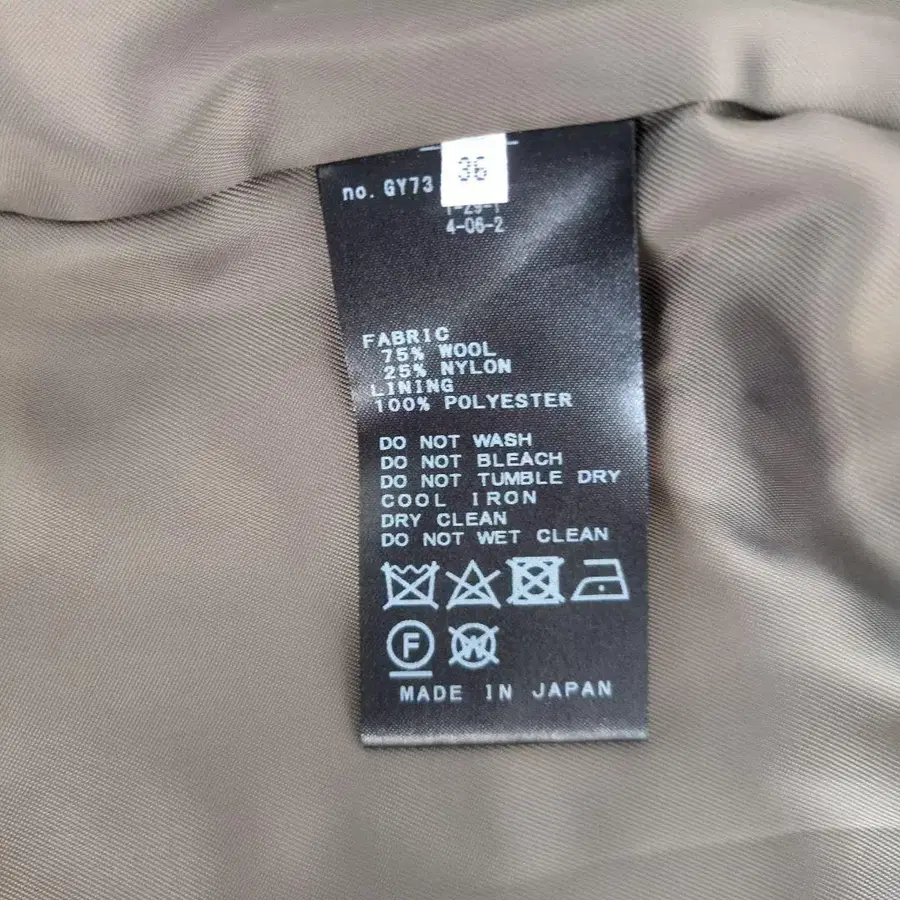 no. GY73
36
4-06-2
FABRIC
75% WOOL
25% NYLON
LINING
100% POLYESTER
DO NOT WASH
DO NOT BLEACH
DO NOT TUMBLE DRY
COOL IRON
DRY CLEAN
DO NOT WET CLEAN
F W
MADE IN JAPAN